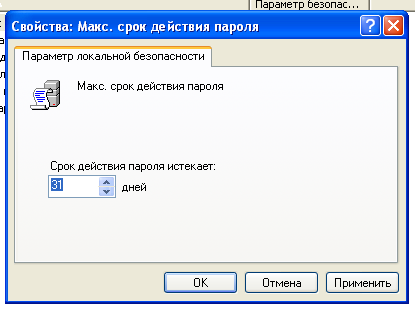 Параметр безопас...
Свойства: Макс. срок действия пароля
Параметр локальной безопасности
Макс. срок действия пароля
Срок действия пароля истекает:
31 дней
OK Отмена Применить